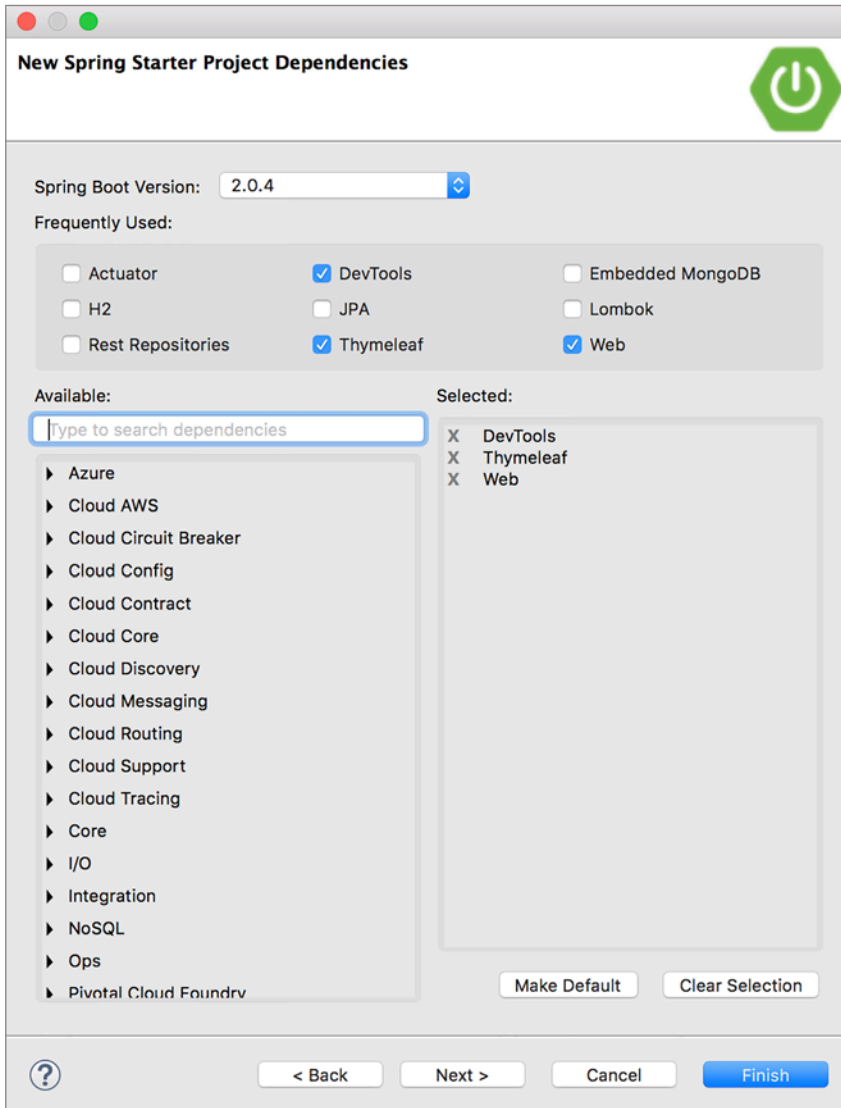 New Spring Starter Project Dependencies
Spring Boot Version: 2.0.4
Frequently Used:
Actuator DevTools Embedded MongoDB
H2 JPA Lombok
Rest Repositories Thymeleaf Web
Available: Selected:
Type to search dependencies
X DevTools
X Thymeleaf
X Web
Azure
Cloud AWS
Cloud Circuit Breaker
Cloud Config
Cloud Contract
Cloud Core
Cloud Discovery
Cloud Messaging
Cloud Routing
Cloud Support
Cloud Tracing
Core
I/O
Integration
NoSQL
Ops
Pivotal Cloud Foundry
Make Default Clear Selection
? < Back Next > Cancel Finish